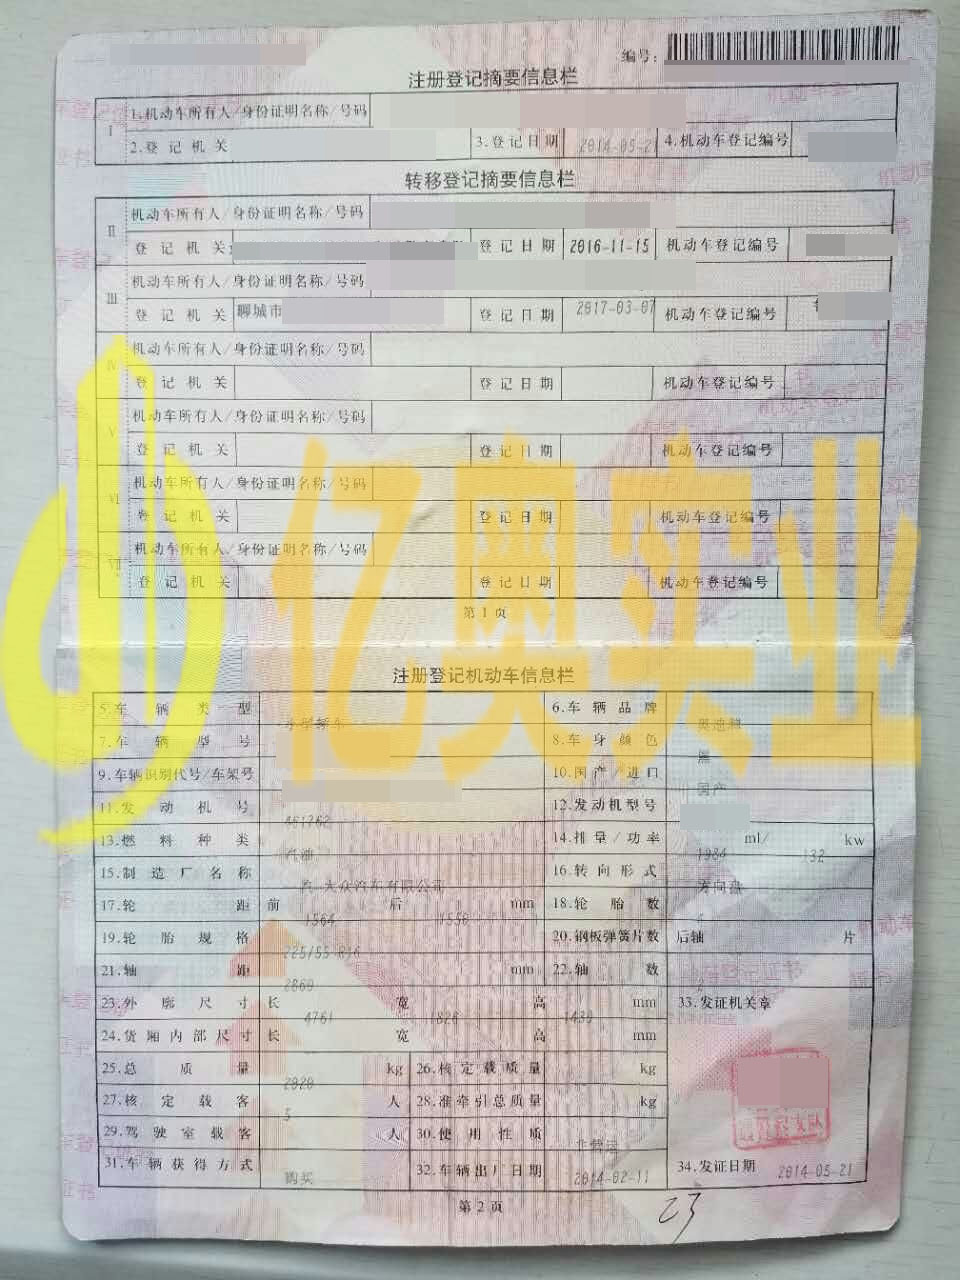 编号:
注册登记摘要信息栏
I 1.机动车所有人/身份证明名称/号码
2.登记机关 3.登记日期 2014-05-21 4.机动车登记编号
转移登记摘要信息栏
II 机动车所有人/身份证明名称/号码
登记机关 登记日期 2016-11-15 机动车登记编号
III 机动车所有人/身份证明名称/号码
登记机关 聊城市 登记日期 2017-03-07 机动车登记编号
IV 机动车所有人/身份证明名称/号码
登记机关 登记日期 机动车登记编号
V 机动车所有人/身份证明名称/号码
登记机关 登记日期 机动车登记编号
VI 机动车所有人/身份证明名称/号码
登记机关 登记日期 机动车登记编号
VII 机动车所有人/身份证明名称/号码
登记机关 登记日期 机动车登记编号
亿奥实业
第1页
注册登记机动车信息栏
5.车辆类型 小型轿车 6.车辆品牌 奥迪牌
7.车辆型号 8.车身颜色 黑
9.车辆识别代号/车架号 10.国产/进口 国产
11.发动机号 461762 12.发动机型号
13.燃料种类 汽油 14.排量/功率 1984 ml/ 132 kw
15.制造厂名称 一汽-大众汽车有限公司 16.转向形式 方向盘
17.轮距 前 1564 后 1550 mm 18.轮胎数 4
19.轮胎规格 225/55 R16 20.钢板弹簧片数 后轴 片
21.轴距 2869 mm 22.轴数 2
23.外廓尺寸 长 4761 宽 1826 高 1439 mm 33.发证机关章
24.货厢内部尺寸 长 宽 高 mm
25.总质量 2020 kg 26.核定载质量 kg
27.核定载客 5 人 28.准牵引总质量 kg
29.驾驶室载客 人 30.使用性质 非营运
31.车辆获得方式 购买 32.车辆出厂日期 2014-02-11 34.发证日期 2014-05-21
第2页
23